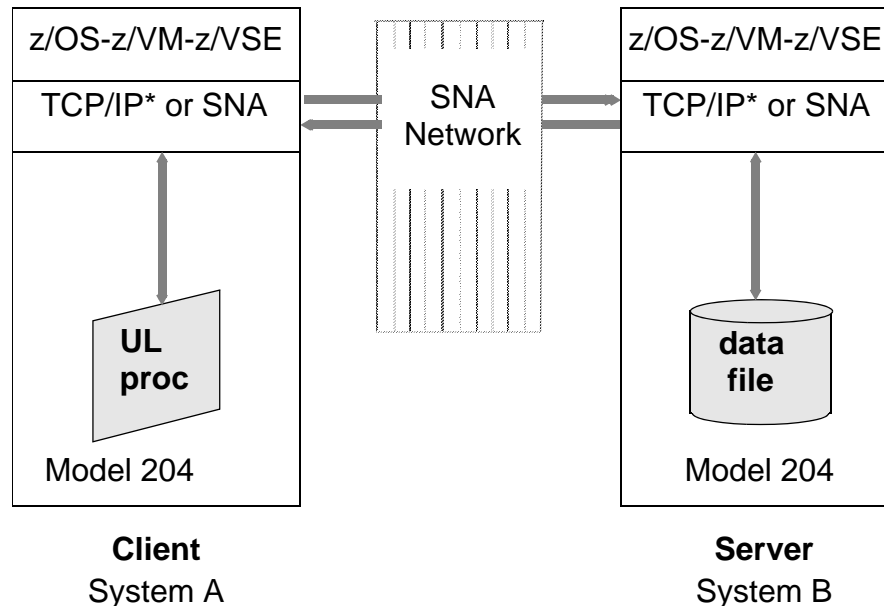 z/OS-z/VM-z/VSE
TCP/IP* or SNA
UL
proc
Model 204
Client
System A
SNA
Network
z/OS-z/VM-z/VSE
TCP/IP* or SNA
data
file
Model 204
Server
System B